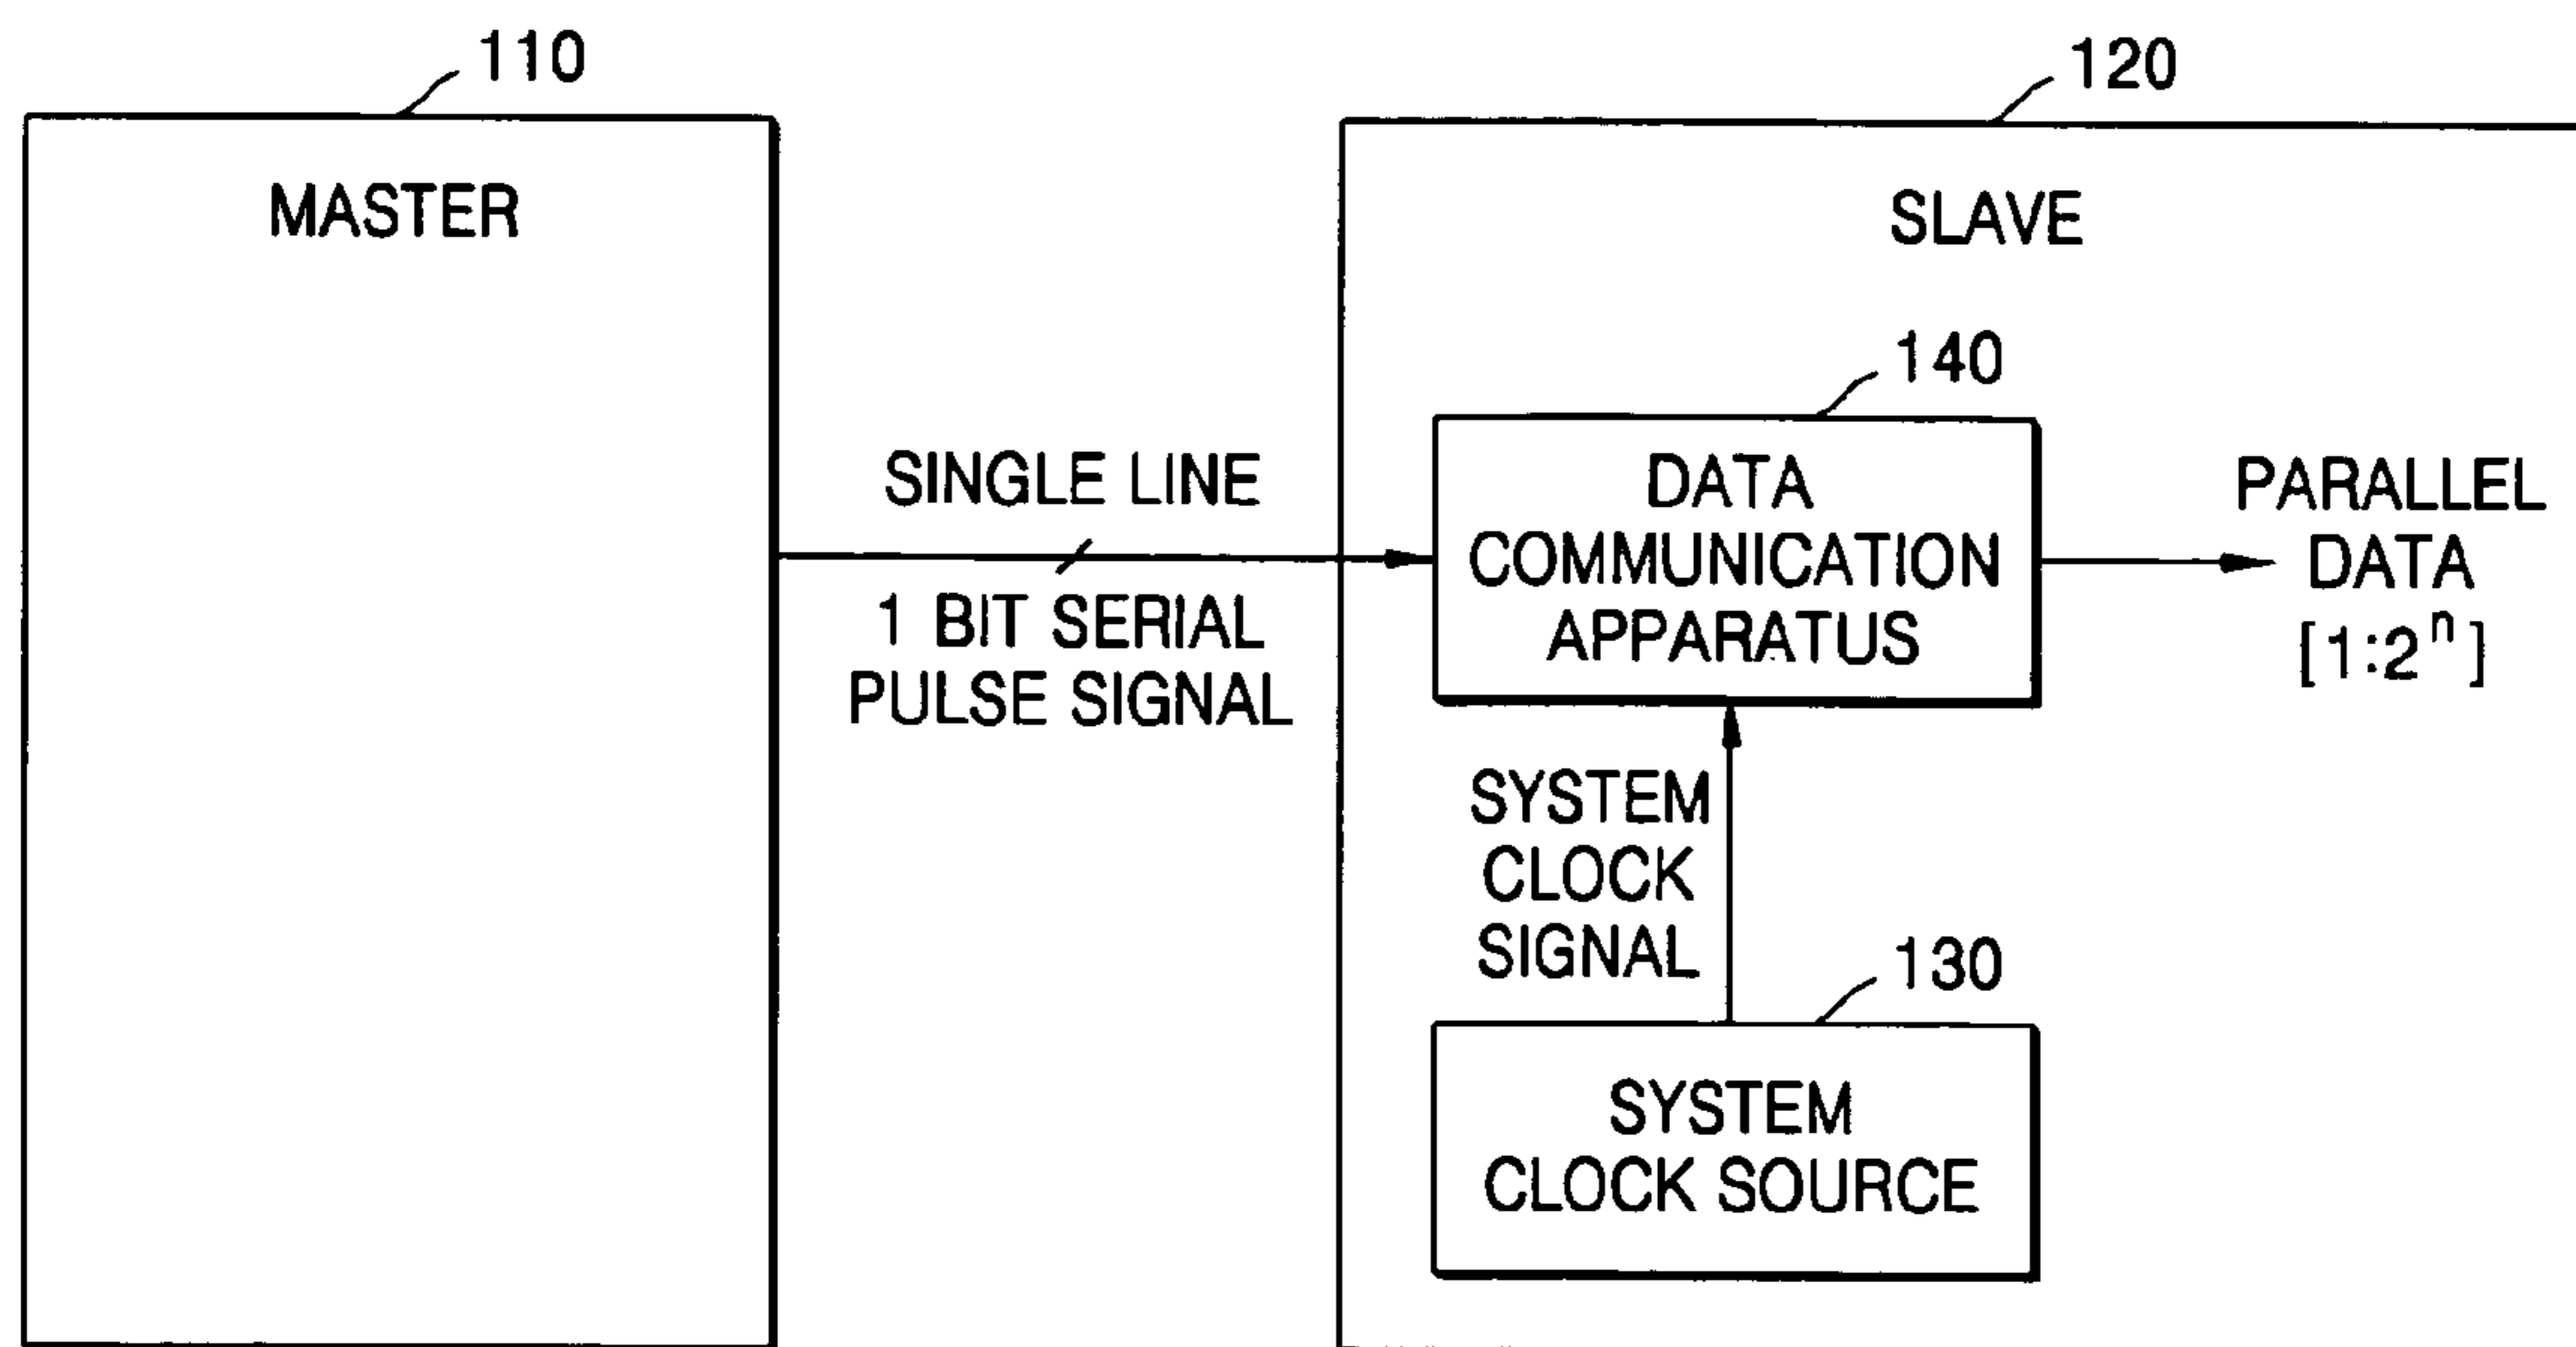 110
MASTER
120
SLAVE
SINGLE LINE
1 BIT SERIAL
PULSE SIGNAL
140
DATA
COMMUNICATION
APPARATUS
PARALLEL
DATA
[1:2ⁿ]
SYSTEM
CLOCK
SIGNAL
130
SYSTEM
CLOCK SOURCE